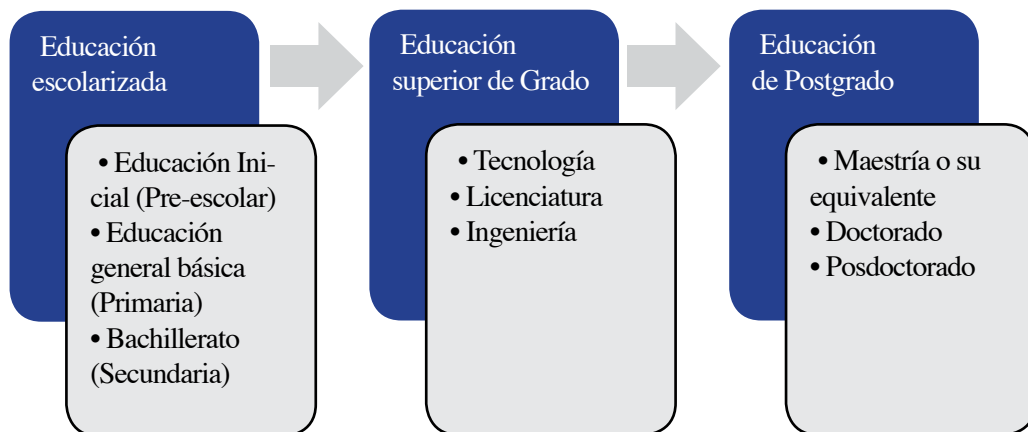 Educación
escolarizada
• Educación Ini-
cial (Pre-escolar)
• Educación
general básica
(Primaria)
• Bachillerato
(Secundaria)
Educación
superior de Grado
• Tecnología
• Licenciatura
• Ingeniería
Educación
de Postgrado
• Maestría o su
equivalente
• Doctorado
• Posdoctorado